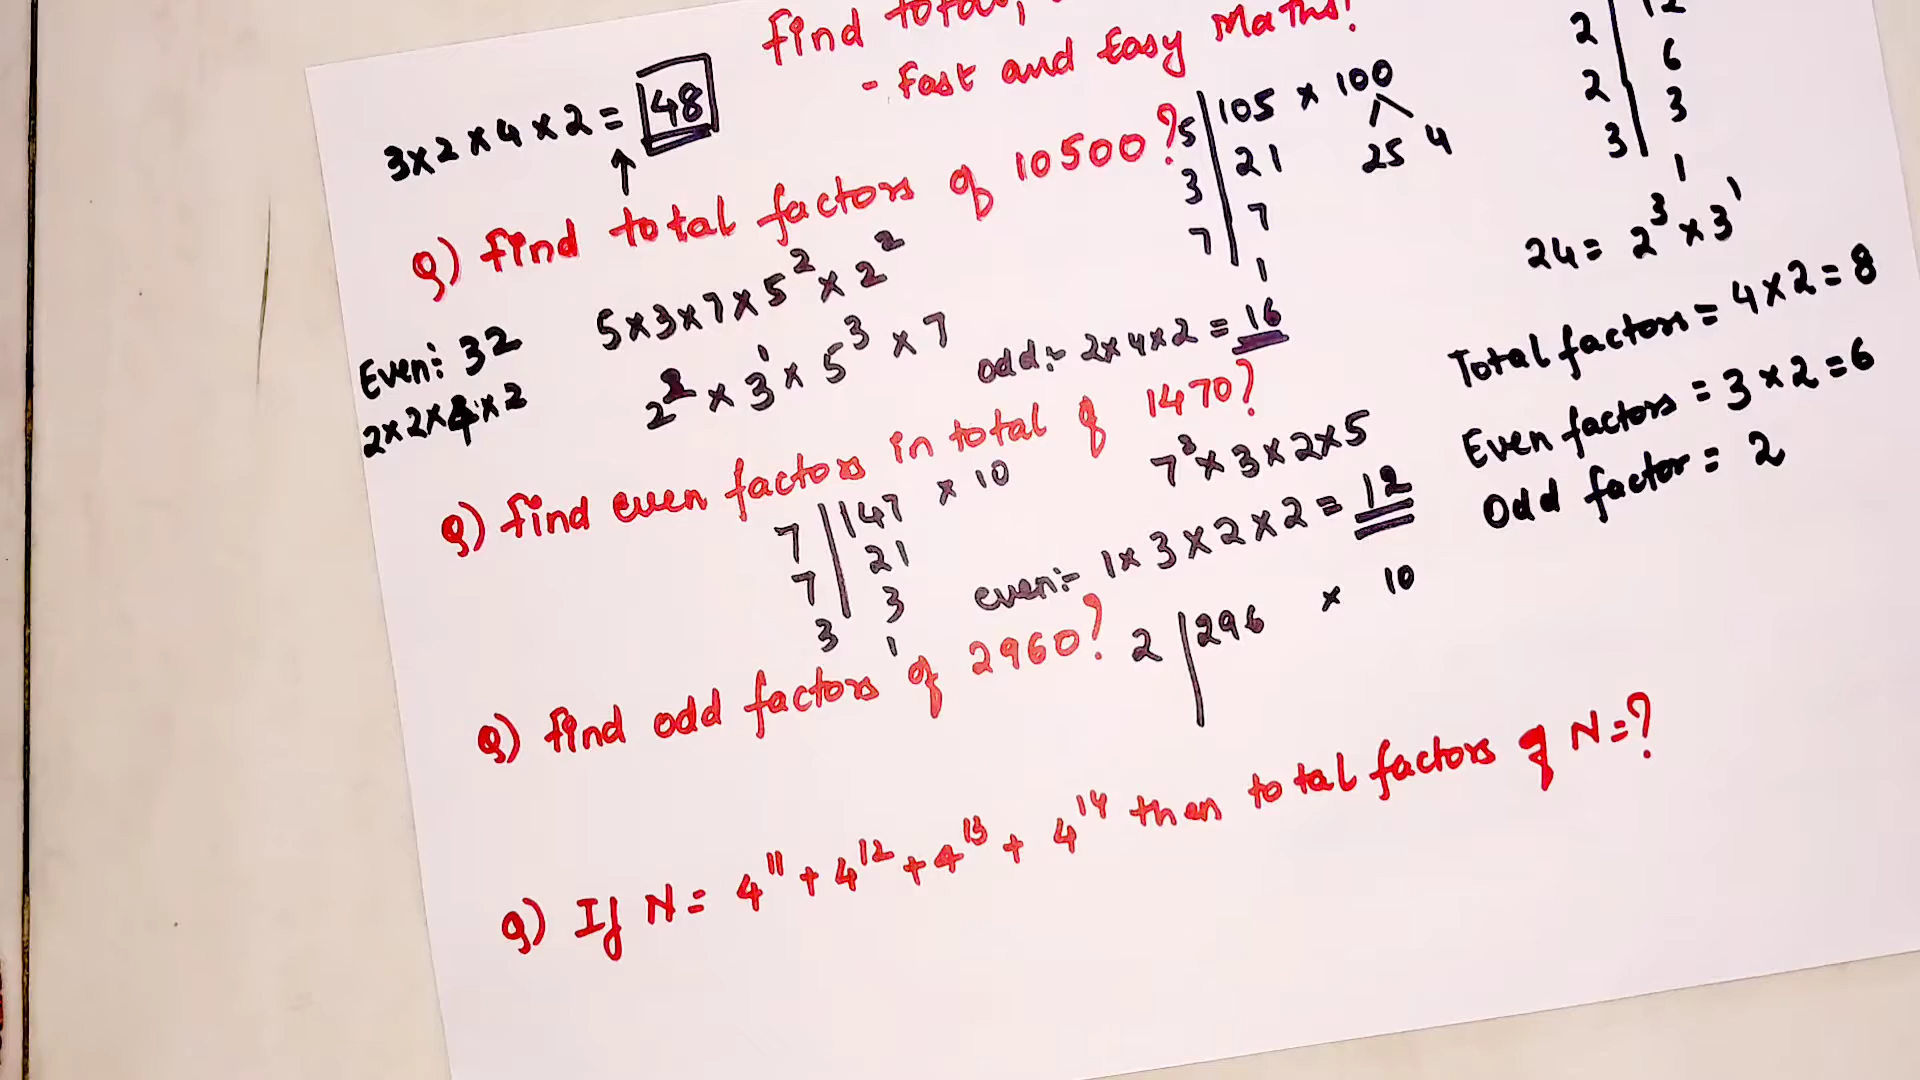 find total,
- Fast and Easy Maths!
3×2×4×2 = 48
↑
Q) Find total factors of 10500?
5 | 105 × 100
3 | 21 25 4
7 | 7
1
5×3×7×5² × 2²
2² × 3¹ × 5³ × 7
Even: 32
2×2×4×2
odd:- 2×4×2 = 16
Q) Find even factors in total of 1470?
7 | 147 × 10
7 | 21
3 3
1
7² × 3 × 2 × 5
even:- 1× 3 × 2 × 2 = 12
Q) Find odd factors of 2960?
2 | 296 × 10
Q) If N = 4¹¹ + 4¹² + 4¹³ + 4¹⁴ then total factors of N=?
2 | 12
2 | 6
3 | 3
1
24 = 2³ × 3¹
Total factors = 4×2 = 8
Even factors = 3 × 2 = 6
Odd factor = 2